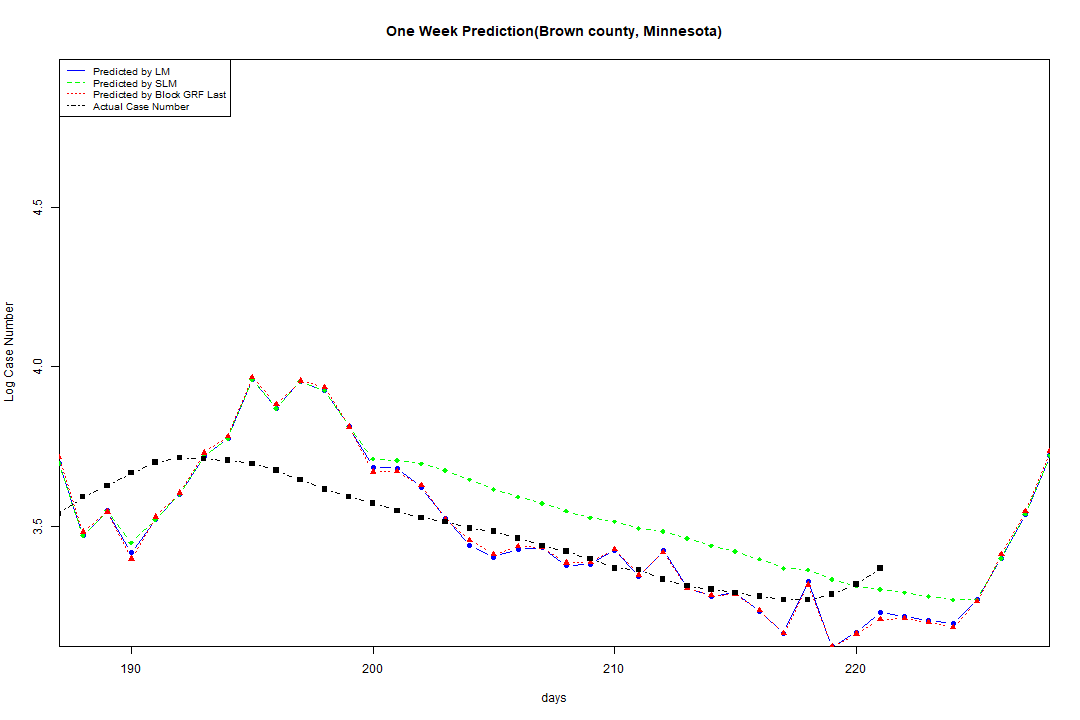 One Week Prediction(Brown county, Minnesota)
Predicted by LM
Predicted by SLM
Predicted by Block GRF Last
Actual Case Number
4.5
4.0
3.5
Log Case Number
190 200 210 220
days